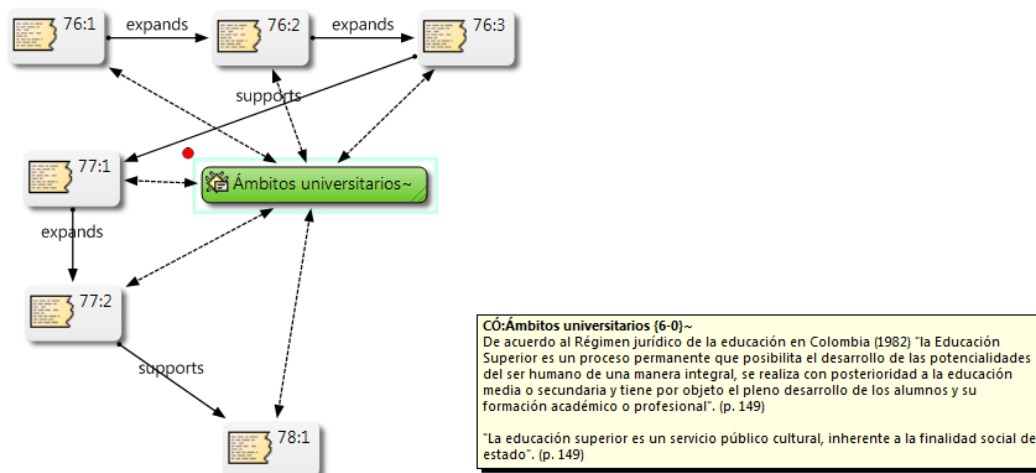 76:1
expands
76:2
expands
76:3
supports
77:1
Ámbitos universitarios~
expands
77:2
supports
78:1
CÓ:Ámbitos universitarios {6-0}~
De acuerdo al Régimen jurídico de la educación en Colombia (1982) "la Educación
Superior es un proceso permanente que posibilita el desarrollo de las potencialidades
del ser humano de una manera integral, se realiza con posterioridad a la educación
media o secundaria y tiene por objeto el pleno desarrollo de los alumnos y su
formación académico o profesional". (p. 149)
"La educación superior es un servicio público cultural, inherente a la finalidad social de
estado". (p. 149)